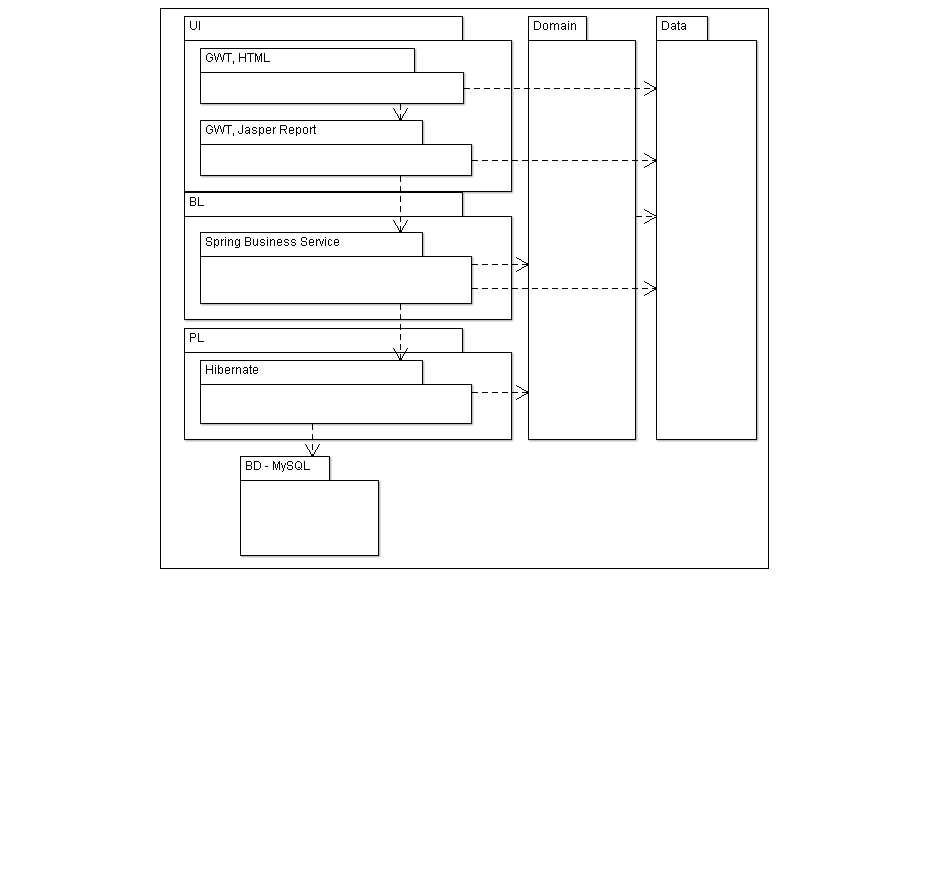 UI
Domain
Data
GWT, HTML
GWT, Jasper Report
BL
Spring Business Service
PL
Hibernate
BD - MySQL